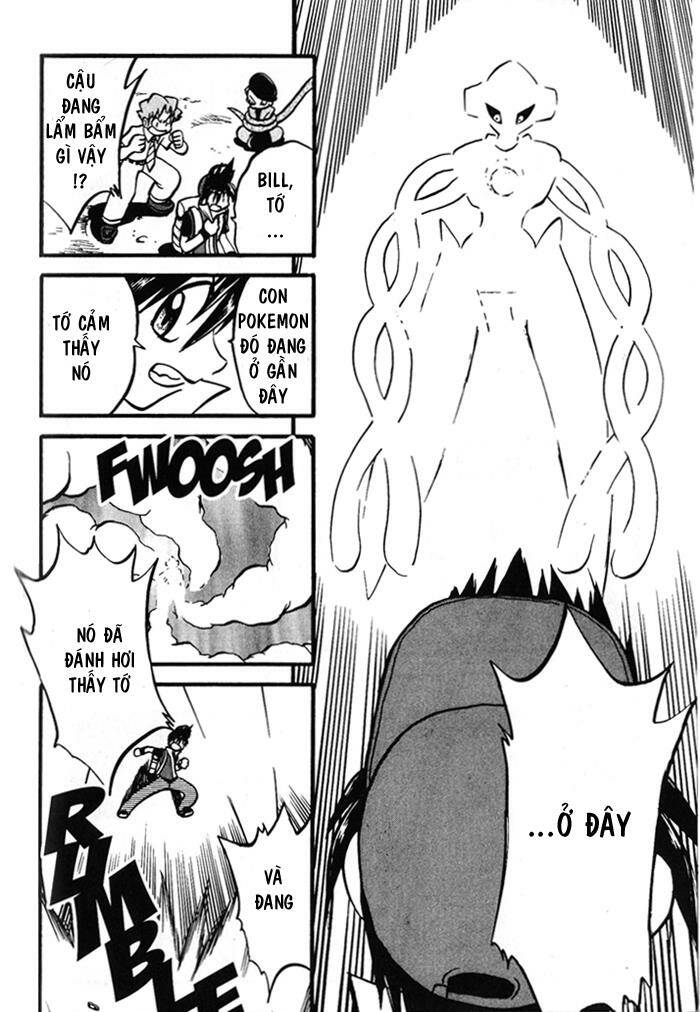 BILL,
TỚ
...
CẬU
ĐANG
LẨM BẨM
GÌ VẬY
!?
CON
POKEMON
ĐÓ ĐANG
Ở GẦN
ĐÂY
TỚ CẢM
THẤY
NÓ
FWOOSH
NÓ ĐÃ
ĐÁNH HƠI
THẤY TỚ
VÀ
ĐANG
RUMBLE
...Ở ĐÂY